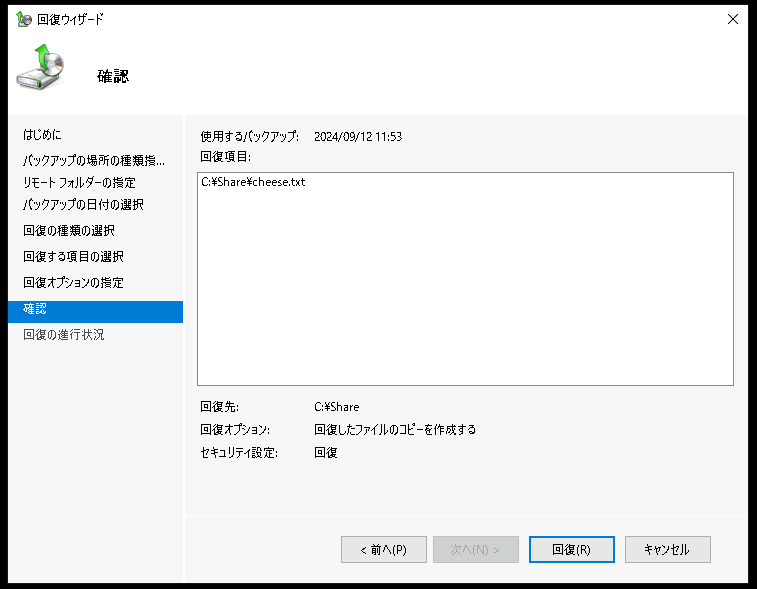 回復ウィザード
確認
はじめに
バックアップの場所の種類指...
リモート フォルダーの指定
バックアップの日付の選択
回復の種類の選択
回復する項目の選択
回復オプションの指定
確認
回復の進行状況
使用するバックアップ: 2024/09/12 11:53
回復項目:
C:¥Share¥cheese.txt
回復先: C:¥Share
回復オプション: 回復したファイルのコピーを作成する
セキュリティ設定: 回復
< 前へ(P) 次へ(N) > 回復(R) キャンセル